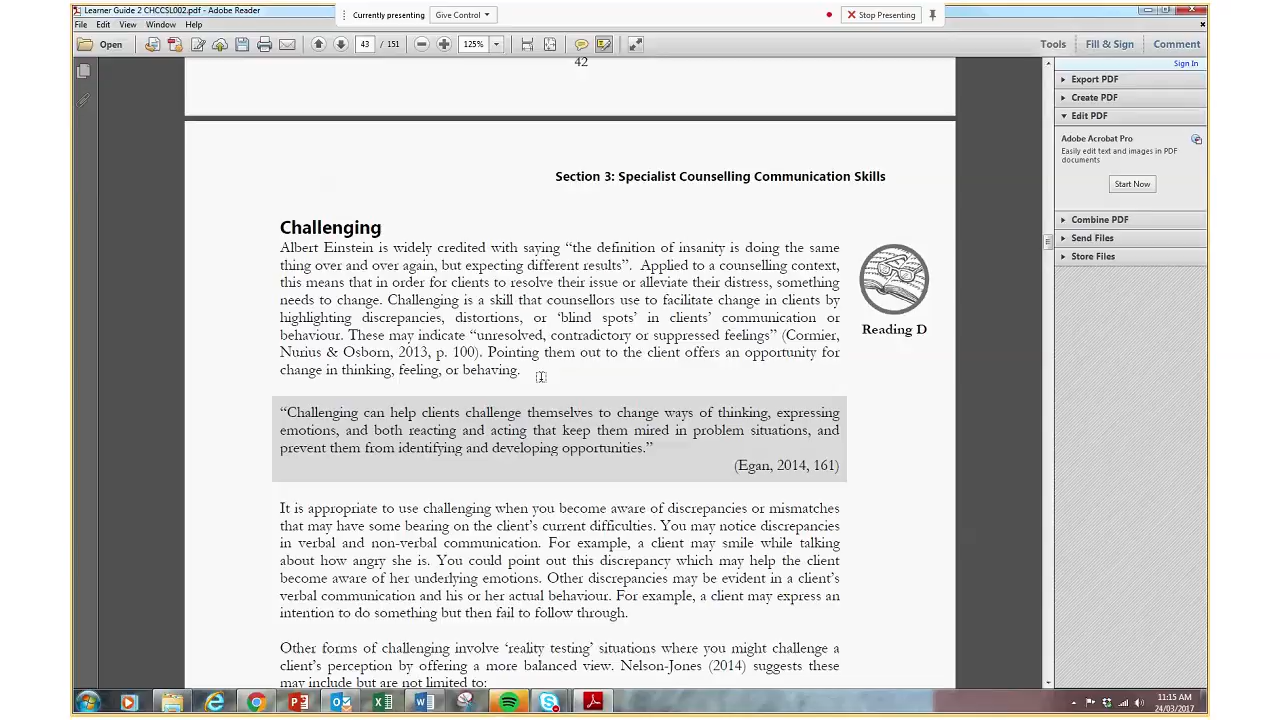 Learner Guide 2 CHCCSL002.pdf - Adobe Reader
Currently presenting
Give Control
Stop Presenting
File Edit View Window Help
Open
43 / 151
125%
Tools
Fill & Sign
Comment
Sign In
Export PDF
Create PDF
Edit PDF
Adobe Acrobat Pro
Easily edit text and images in PDF
documents
Start Now
Combine PDF
Send Files
Store Files
42
Section 3: Specialist Counselling Communication Skills
Challenging
Albert Einstein is widely credited with saying “the definition of insanity is doing the same
thing over and over again, but expecting different results”. Applied to a counselling context,
this means that in order for clients to resolve their issue or alleviate their distress, something
needs to change. Challenging is a skill that counsellors use to facilitate change in clients by
highlighting discrepancies, distortions, or ‘blind spots’ in clients’ communication or
behaviour. These may indicate “unresolved, contradictory or suppressed feelings” (Cormier,
Nurius & Osborn, 2013, p. 100). Pointing them out to the client offers an opportunity for
change in thinking, feeling, or behaving.
Reading D
“Challenging can help clients challenge themselves to change ways of thinking, expressing
emotions, and both reacting and acting that keep them mired in problem situations, and
prevent them from identifying and developing opportunities.”
(Egan, 2014, 161)
It is appropriate to use challenging when you become aware of discrepancies or mismatches
that may have some bearing on the client’s current difficulties. You may notice discrepancies
in verbal and non-verbal communication. For example, a client may smile while talking
about how angry she is. You could point out this discrepancy which may help the client
become aware of her underlying emotions. Other discrepancies may be evident in a client’s
verbal communication and his or her actual behaviour. For example, a client may express an
intention to do something but then fail to follow through.
Other forms of challenging involve ‘reality testing’ situations where you might challenge a
client’s perception by offering a more balanced view. Nelson-Jones (2014) suggests these
may include but are not limited to:
11:15 AM
24/03/2017